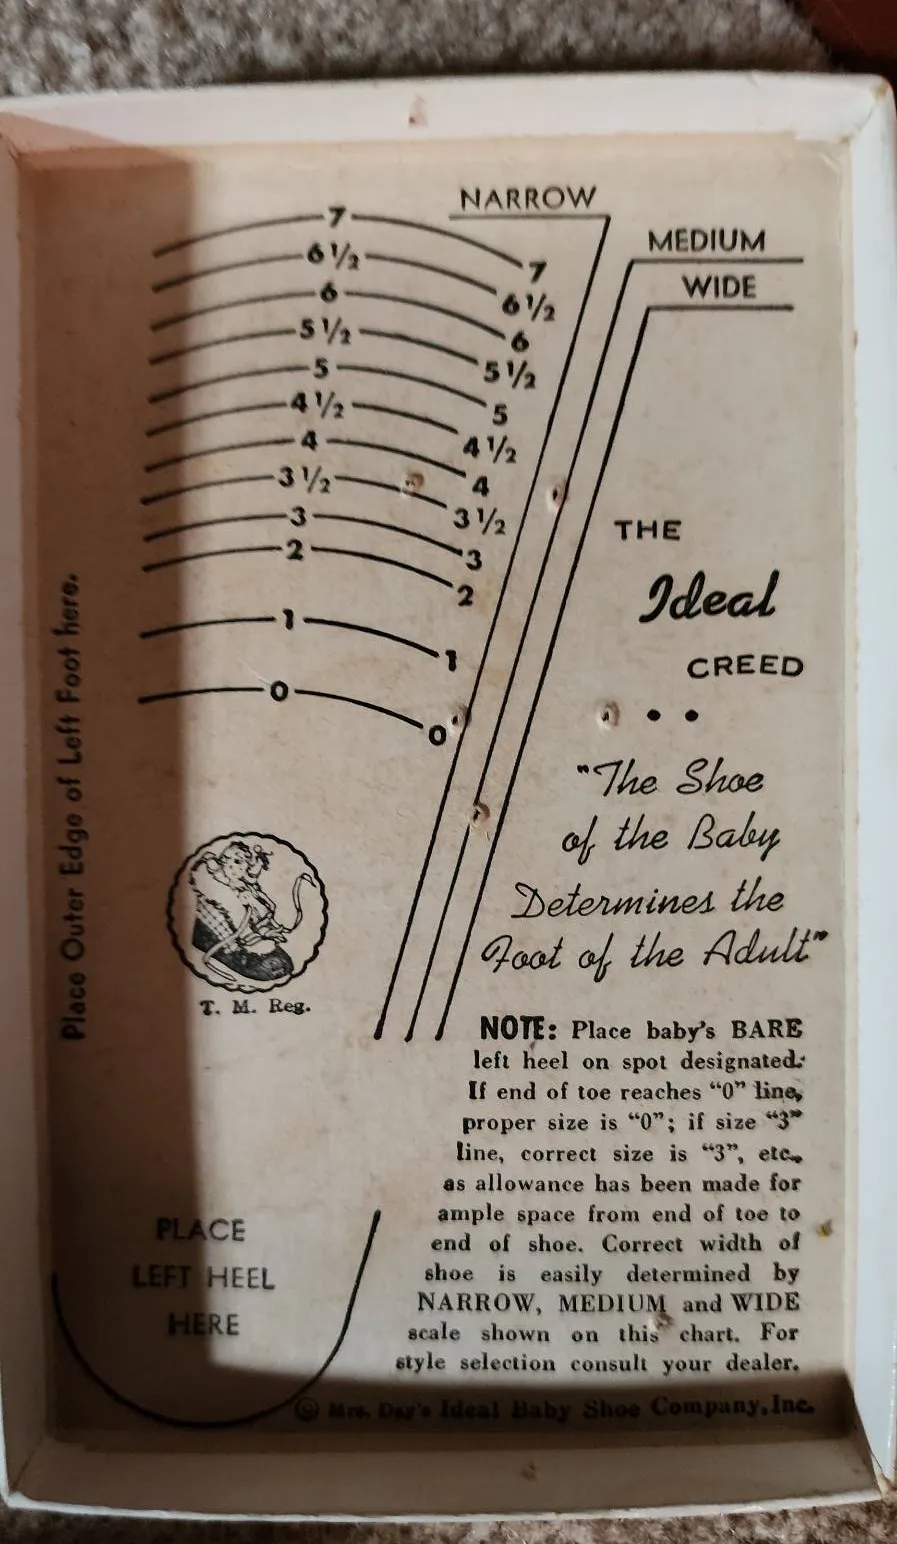 NARROW
MEDIUM
WIDE
7
7
6 1/2
6 1/2
6
6
5 1/2
5 1/2
5
5
4 1/2
4 1/2
4
4
3 1/2
3 1/2
3
3
2
2
1
1
0
0
Place Outer Edge of Left Foot here.
T. M. Reg.
PLACE
LEFT HEEL
HERE
THE
Ideal
CREED
"The Shoe
of the Baby
Determines the
Foot of the Adult"
NOTE: Place baby's BARE
left heel on spot designated.
If end of toe reaches "0" line,
proper size is "0"; if size "3"
line, correct size is "3", etc.,
as allowance has been made for
ample space from end of toe to
end of shoe. Correct width of
shoe is easily determined by
NARROW, MEDIUM and WIDE
scale shown on this chart. For
style selection consult your dealer.
© Mrs. Day's Ideal Baby Shoe Company, Inc.